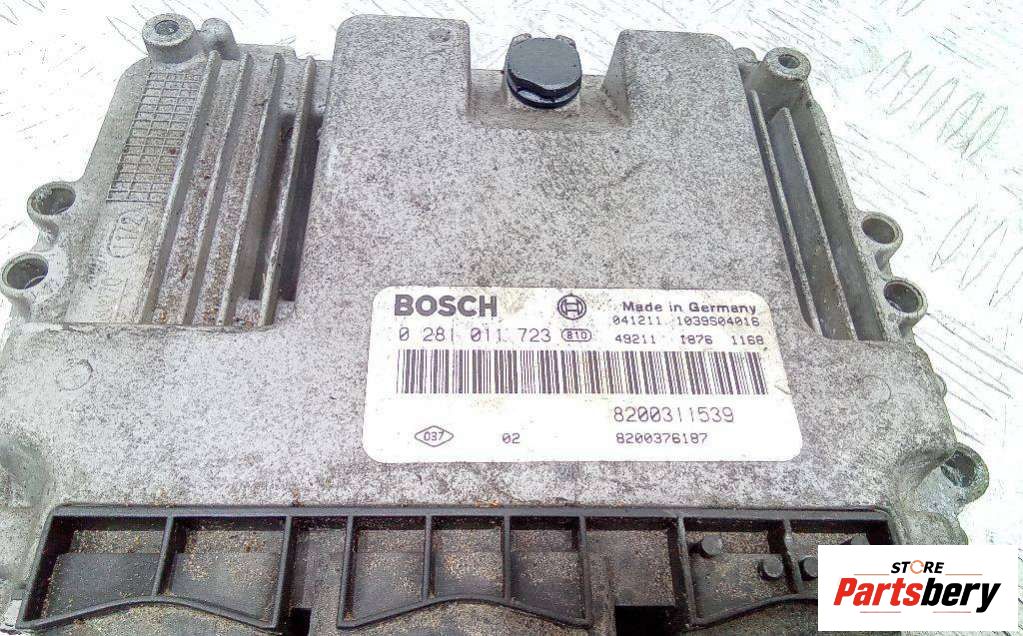 BOSCH
Made in Germany
041211 1039S04016
0 281 011 723 81D
49211 1876 1168
8200311539
037 02 8200376187
STORE
Partsbery